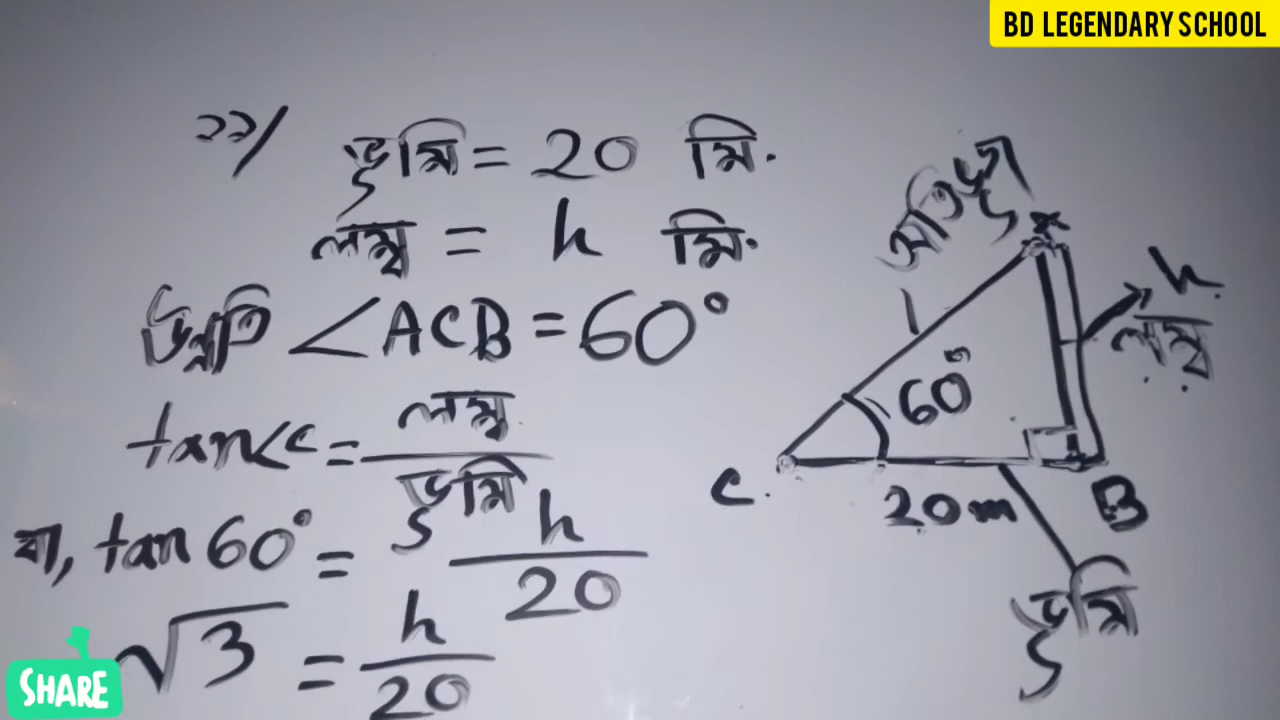 BD LEGENDARY SCHOOL
১১/
ভূমি = 20 মি.
লম্ব = h মি.
উন্নতি ∠ACB = 60°
tan∠C = লম্ব / ভূমি
বা, tan 60° = h / 20
√3 = h / 20
অতিভূজ
A
h
লম্ব
60°
C
20m
B
ভূমি
SHARE